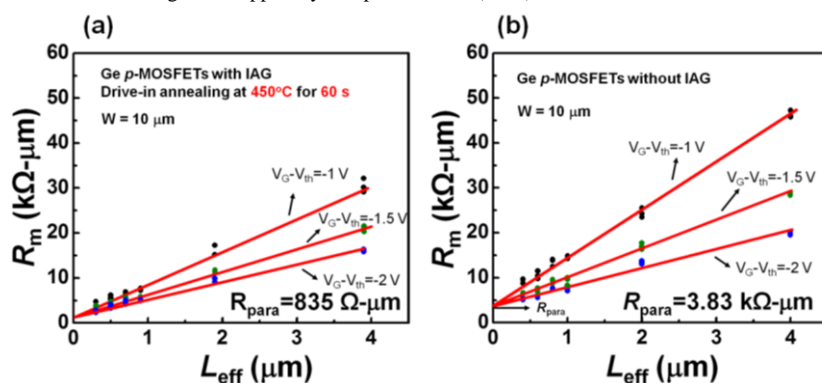 (a)
Ge p-MOSFETs with IAG
Drive-in annealing at 450°C for 60 s
W = 10 μm
V_G-V_th=-1 V
V_G-V_th=-1.5 V
V_G-V_th=-2 V
R_para=835 Ω-μm
R_m (kΩ-μm)
60
50
40
30
20
10
0
0 1 2 3 4
L_eff (μm)
(b)
Ge p-MOSFETs without IAG
W = 10 μm
V_G-V_th=-1 V
V_G-V_th=-1.5 V
V_G-V_th=-2 V
R_para
R_para=3.83 kΩ-μm
R_m (kΩ-μm)
60
50
40
30
20
10
0
0 1 2 3 4
L_eff (μm)